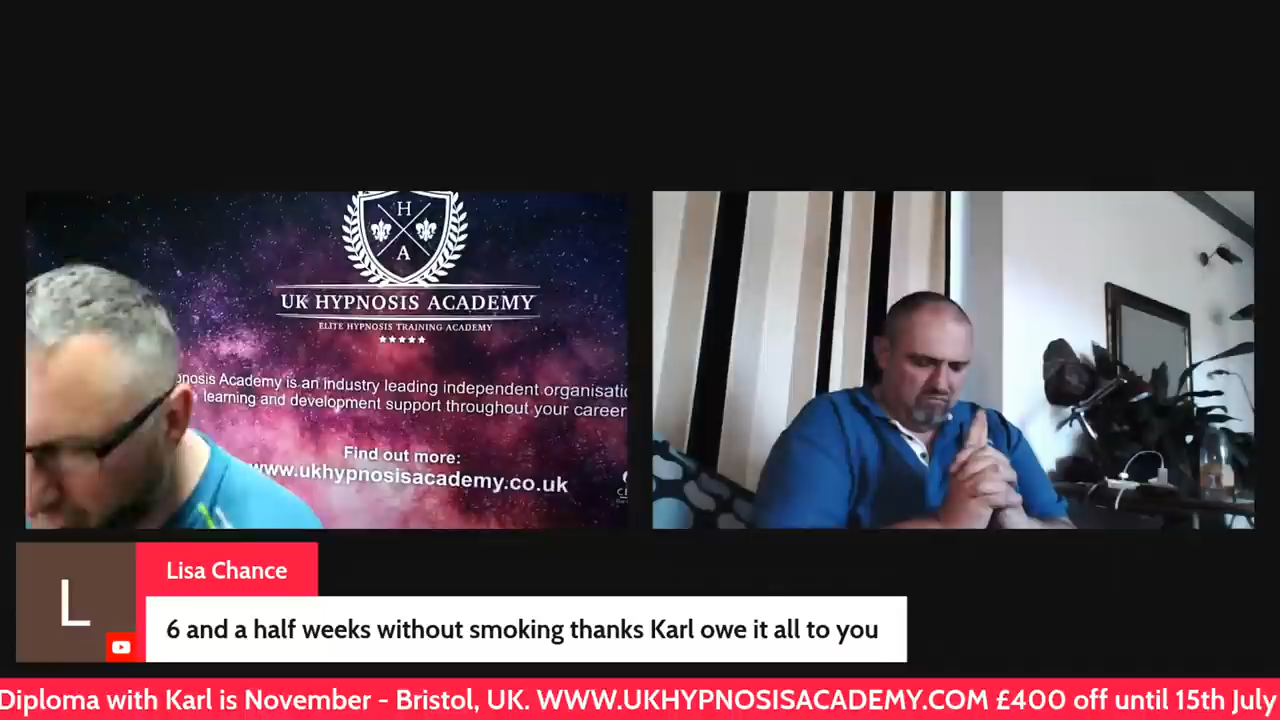 H
A
UK HYPNOSIS ACADEMY
ELITE HYPNOSIS TRAINING ACADEMY
Academy is an industry leading independent
learning and development support throughout your career
Find out more:
www.ukhypnosisacademy.co.uk
L
Lisa Chance
6 and a half weeks without smoking thanks Karl owe it all to you
Diploma with Karl is November - Bristol, UK. WWW.UKHYPNOSISACADEMY.COM £400 off until 15th July